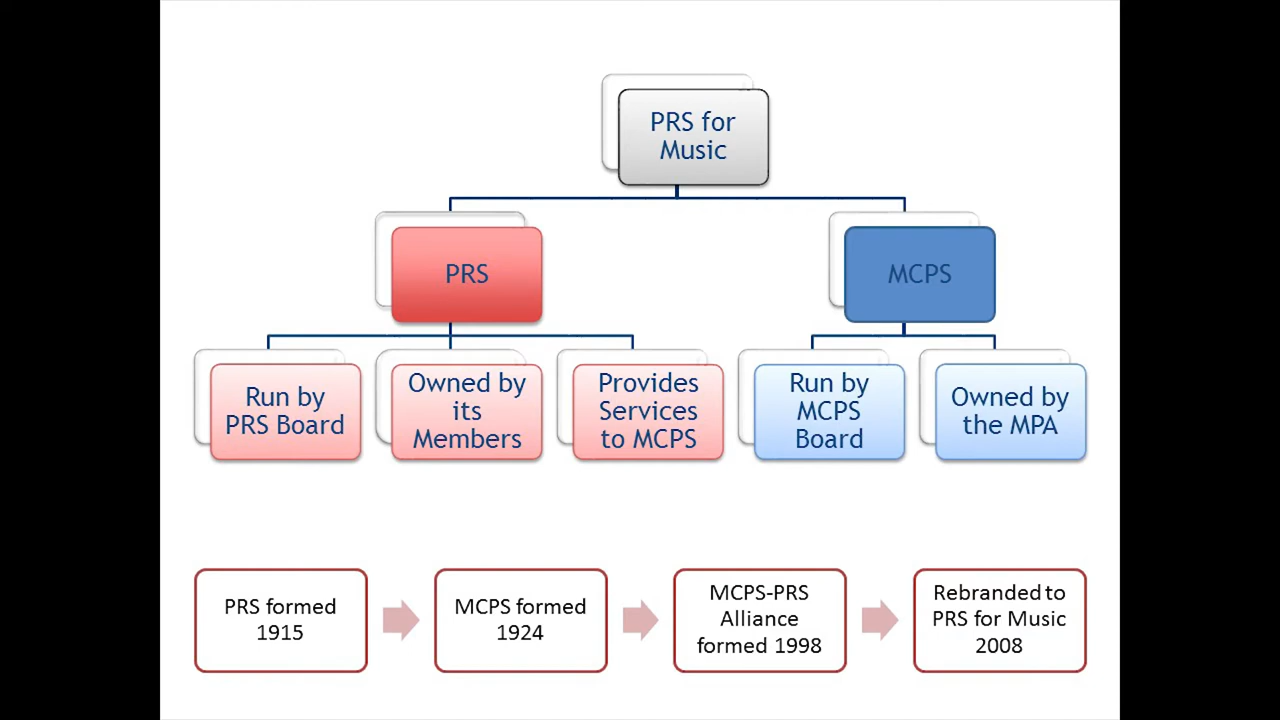 PRS for
Music
PRS
MCPS
Run by
PRS Board
Owned by
its
Members
Provides
Services
to MCPS
Run by
MCPS
Board
Owned by
the MPA
PRS formed
1915
MCPS formed
1924
MCPS-PRS
Alliance
formed 1998
Rebranded to
PRS for Music
2008